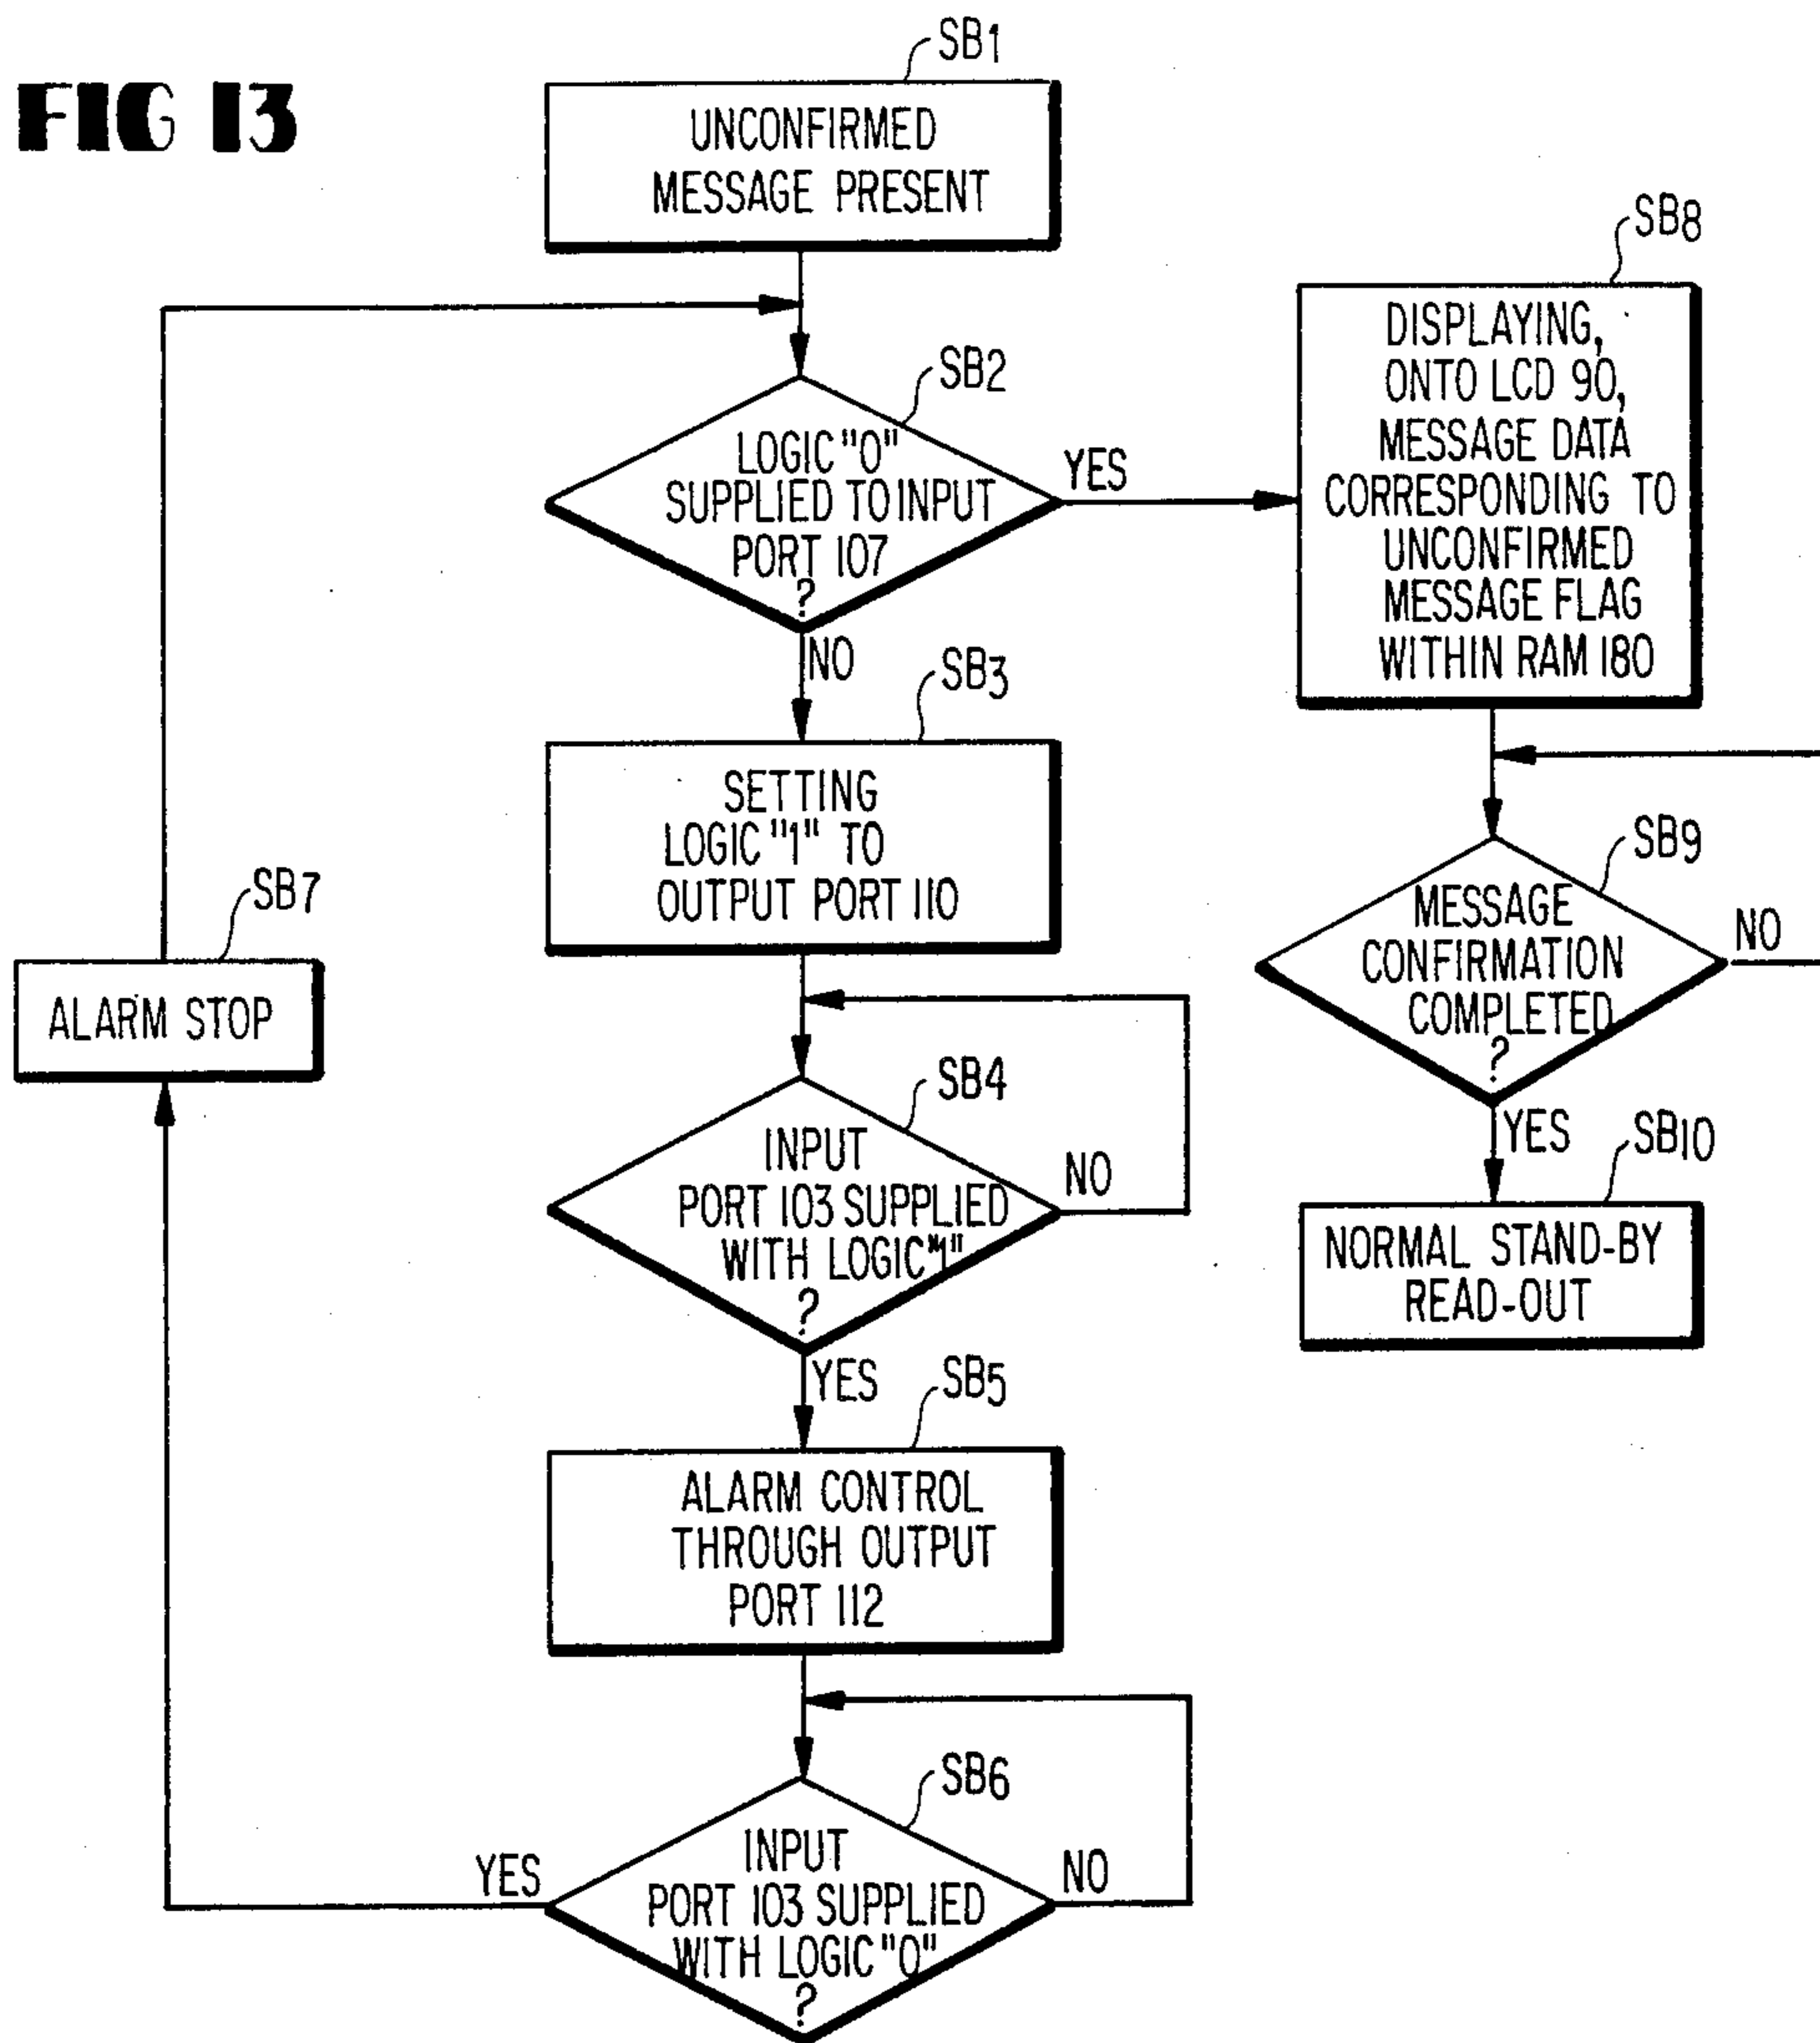 FIG 13
SB1
UNCONFIRMED
MESSAGE PRESENT
SB2
LOGIC "0"
SUPPLIED TO INPUT
PORT 107
?
YES
NO
SB3
SETTING
LOGIC "1" TO
OUTPUT PORT 110
SB4
INPUT
PORT 103 SUPPLIED
WITH LOGIC "1"
?
NO
YES
SB5
ALARM CONTROL
THROUGH OUTPUT
PORT 112
SB6
INPUT
PORT 103 SUPPLIED
WITH LOGIC "0"
?
YES
NO
SB7
ALARM STOP
SB8
DISPLAYING,
ONTO LCD 90,
MESSAGE DATA
CORRESPONDING TO
UNCONFIRMED
MESSAGE FLAG
WITHIN RAM 180
SB9
MESSAGE
CONFIRMATION
COMPLETED
?
NO
YES
SB10
NORMAL STAND-BY
READ-OUT